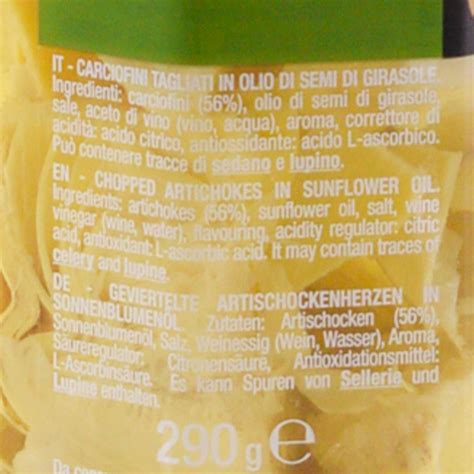 IT - CARCIOFINI TAGLIATI IN OLIO DI SEMI DI GIRASOLE.
Ingredienti: carciofini (56%), olio di semi di girasole,
sale, aceto di vino (vino, acqua), aroma, correttore di
acidità: acido citrico, antiossidante: acido L-ascorbico.
Può contenere tracce di sedano e lupino.
EN - CHOPPED ARTICHOKES IN SUNFLOWER OIL.
Ingredients: artichokes (56%), sunflower oil, salt, wine
vinegar (wine, water), flavouring, acidity regulator: citric
acid, antioxidant: L-ascorbic acid. It may contain traces of
celery and lupine.
DE - GEVIERTELTE ARTISCHOCKENHERZEN IN
SONNENBLUMENÖL. Zutaten: Artischocken (56%),
Sonnenblumenöl, Salz, Weinessig (Wein, Wasser), Aroma,
Säureregulator: Citronensäure, Antioxidationsmittel:
L-Ascorbinsäure. Es kann Spuren von Sellerie und
Lupine enthalten.
290 g e